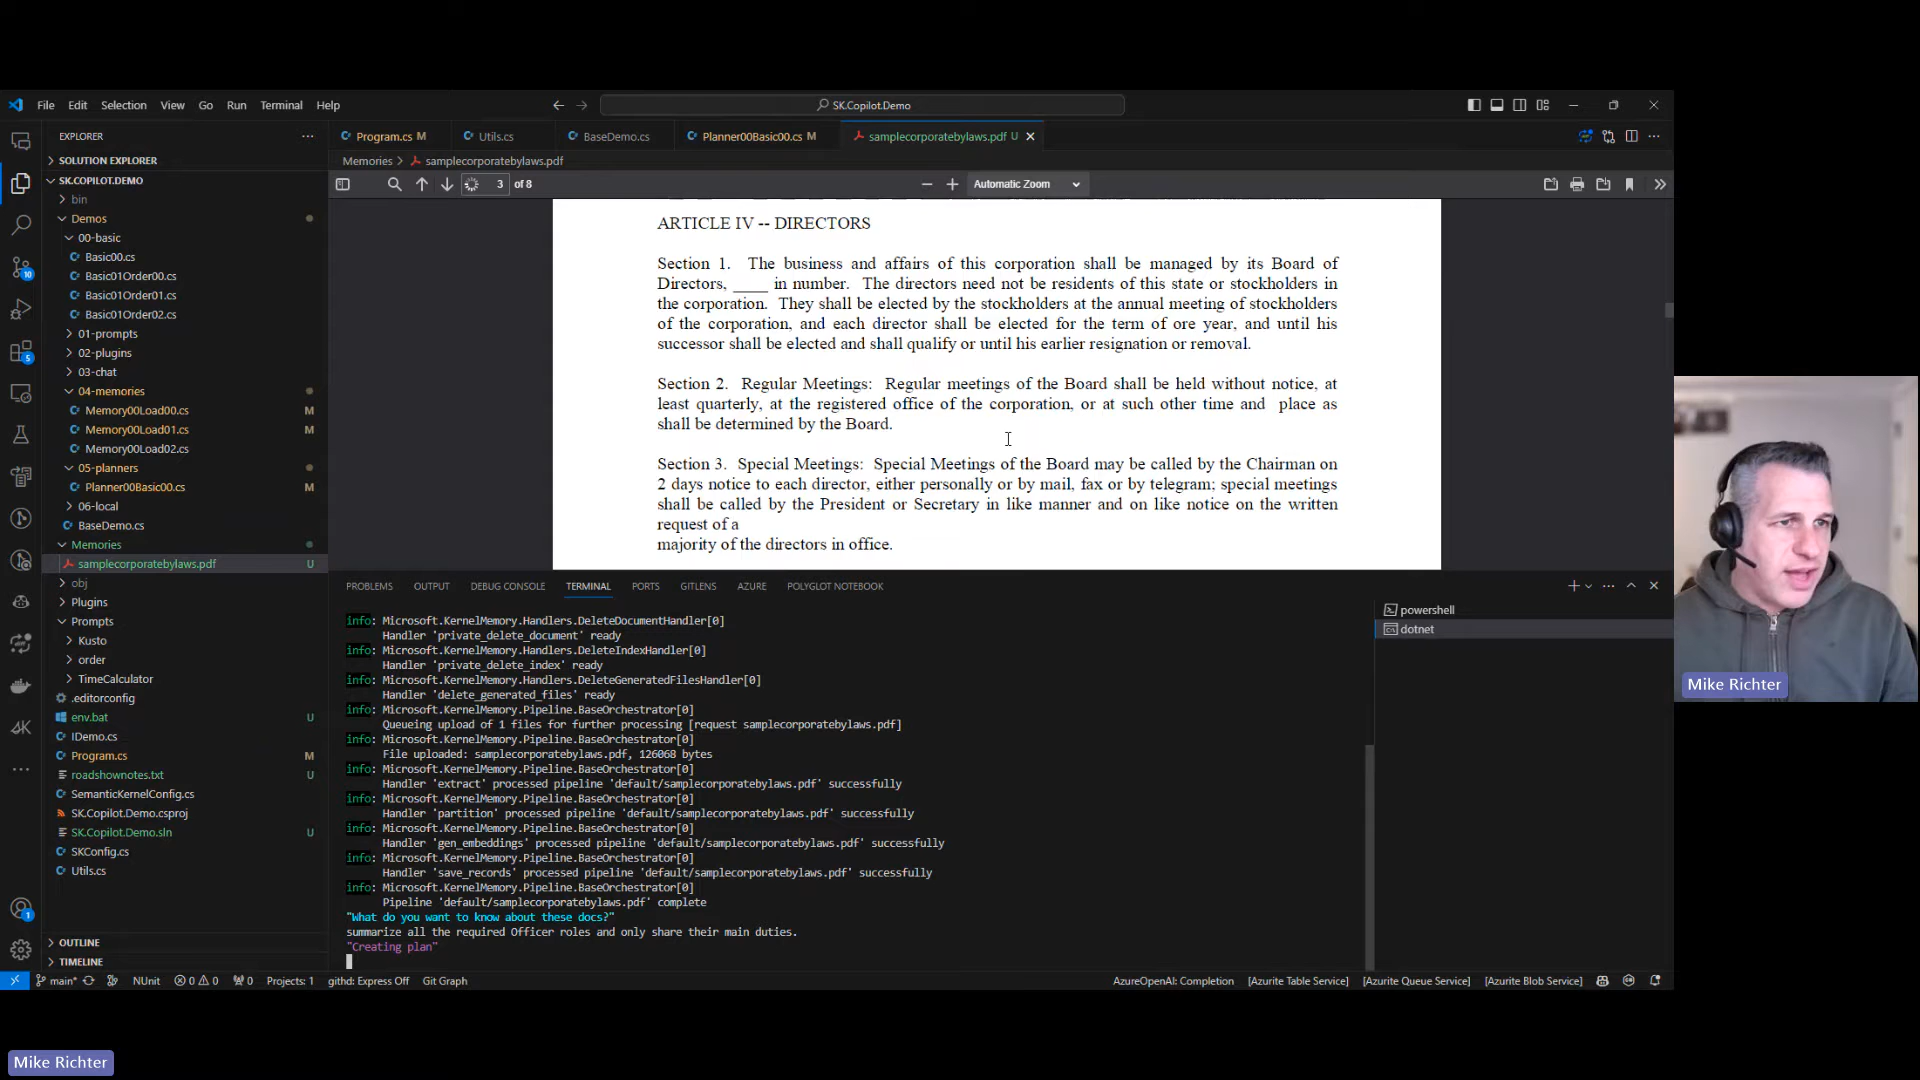 File Edit Selection View Go Run Terminal Help
SK.Copilot.Demo
EXPLORER
SOLUTION EXPLORER
SK.COPILOT.DEMO
bin
Demos
00-basic
Basic00.cs
Basic01Order00.cs
Basic01Order01.cs
Basic01Order02.cs
01-prompts
02-plugins
03-chat
04-memories
Memory00Load00.cs M
Memory00Load01.cs M
Memory00Load02.cs
05-planners
Planner00Basic00.cs M
06-local
BaseDemo.cs
Memories
samplecorporatebylaws.pdf U
obj
Plugins
Prompts
Kusto
order
TimeCalculator
.editorconfig
env.bat U
IDemo.cs
Program.cs M
roadshownotes.txt U
SemanticKernelConfig.cs
SK.Copilot.Demo.csproj
SK.Copilot.Demo.sln U
SKConfig.cs
Utils.cs
OUTLINE
TIMELINE
10
5
1
Program.cs M Utils.cs BaseDemo.cs Planner00Basic00.cs M samplecorporatebylaws.pdf U
Memories > samplecorporatebylaws.pdf
3 of 8 Automatic Zoom
ARTICLE IV -- DIRECTORS
Section 1. The business and affairs of this corporation shall be managed by its Board of
Directors, ____ in number. The directors need not be residents of this state or stockholders in
the corporation. They shall be elected by the stockholders at the annual meeting of stockholders
of the corporation, and each director shall be elected for the term of ore year, and until his
successor shall be elected and shall qualify or until his earlier resignation or removal.
Section 2. Regular Meetings: Regular meetings of the Board shall be held without notice, at
least quarterly, at the registered office of the corporation, or at such other time and place as
shall be determined by the Board.
Section 3. Special Meetings: Special Meetings of the Board may be called by the Chairman on
2 days notice to each director, either personally or by mail, fax or by telegram; special meetings
shall be called by the President or Secretary in like manner and on like notice on the written
request of a
majority of the directors in office.
PROBLEMS OUTPUT DEBUG CONSOLE TERMINAL PORTS GITLENS AZURE POLYGLOT NOTEBOOK
powershell
dotnet
info: Microsoft.KernelMemory.Handlers.DeleteDocumentHandler[0]
Handler 'private_delete_document' ready
info: Microsoft.KernelMemory.Handlers.DeleteIndexHandler[0]
Handler 'private_delete_index' ready
info: Microsoft.KernelMemory.Handlers.DeleteGeneratedFilesHandler[0]
Handler 'delete_generated_files' ready
info: Microsoft.KernelMemory.Pipeline.BaseOrchestrator[0]
Queueing upload of 1 files for further processing [request samplecorporatebylaws.pdf]
info: Microsoft.KernelMemory.Pipeline.BaseOrchestrator[0]
File uploaded: samplecorporatebylaws.pdf, 126068 bytes
info: Microsoft.KernelMemory.Pipeline.BaseOrchestrator[0]
Handler 'extract' processed pipeline 'default/samplecorporatebylaws.pdf' successfully
info: Microsoft.KernelMemory.Pipeline.BaseOrchestrator[0]
Handler 'partition' processed pipeline 'default/samplecorporatebylaws.pdf' successfully
info: Microsoft.KernelMemory.Pipeline.BaseOrchestrator[0]
Handler 'gen_embeddings' processed pipeline 'default/samplecorporatebylaws.pdf' successfully
info: Microsoft.KernelMemory.Pipeline.BaseOrchestrator[0]
Handler 'save_records' processed pipeline 'default/samplecorporatebylaws.pdf' successfully
info: Microsoft.KernelMemory.Pipeline.BaseOrchestrator[0]
Pipeline 'default/samplecorporatebylaws.pdf' complete
"What do you want to know about these docs?"
summarize all the required Officer roles and only share their main duties.
"Creating plan"
main* NUnit 0 0 0 Projects: 1 githd: Express Off Git Graph AzureOpenAI: Completion [Azurite Table Service] [Azurite Queue Service] [Azurite Blob Service]
Mike Richter
Mike Richter